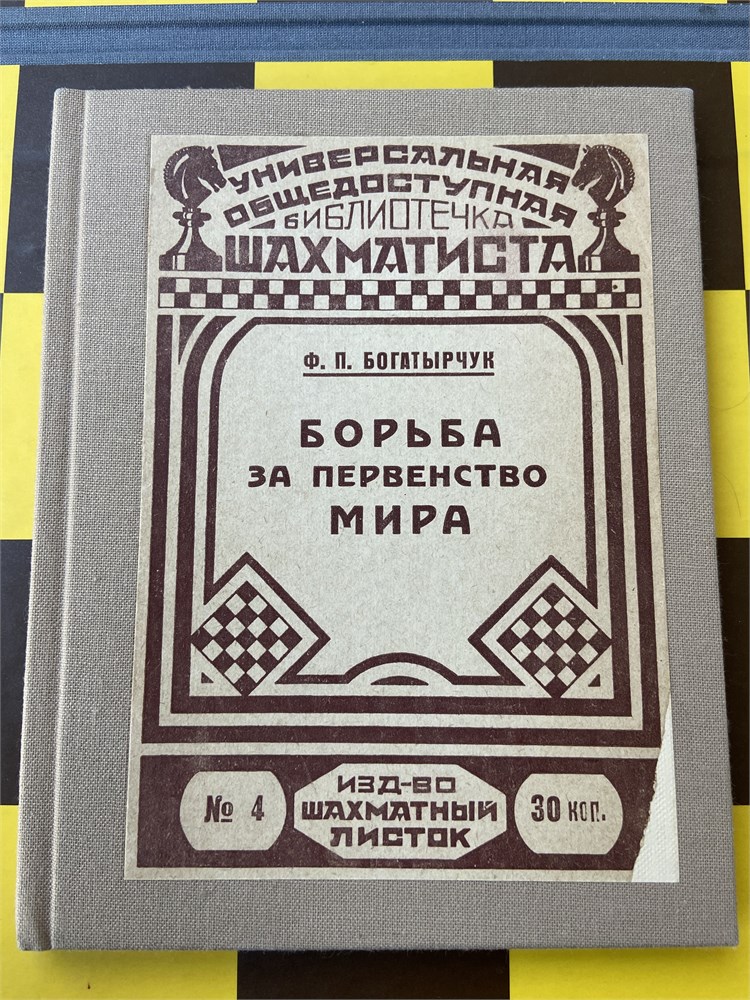 УНИВЕРСАЛЬНАЯ
ОБЩЕДОСТУПНАЯ
БИБЛИОТЕЧКА
ШАХМАТИСТА
Ф. П. БОГАТЫРЧУК
БОРЬБА
ЗА ПЕРВЕНСТВО
МИРА
№ 4
ИЗД-ВО
ШАХМАТНЫЙ
ЛИСТОК
30 коп.